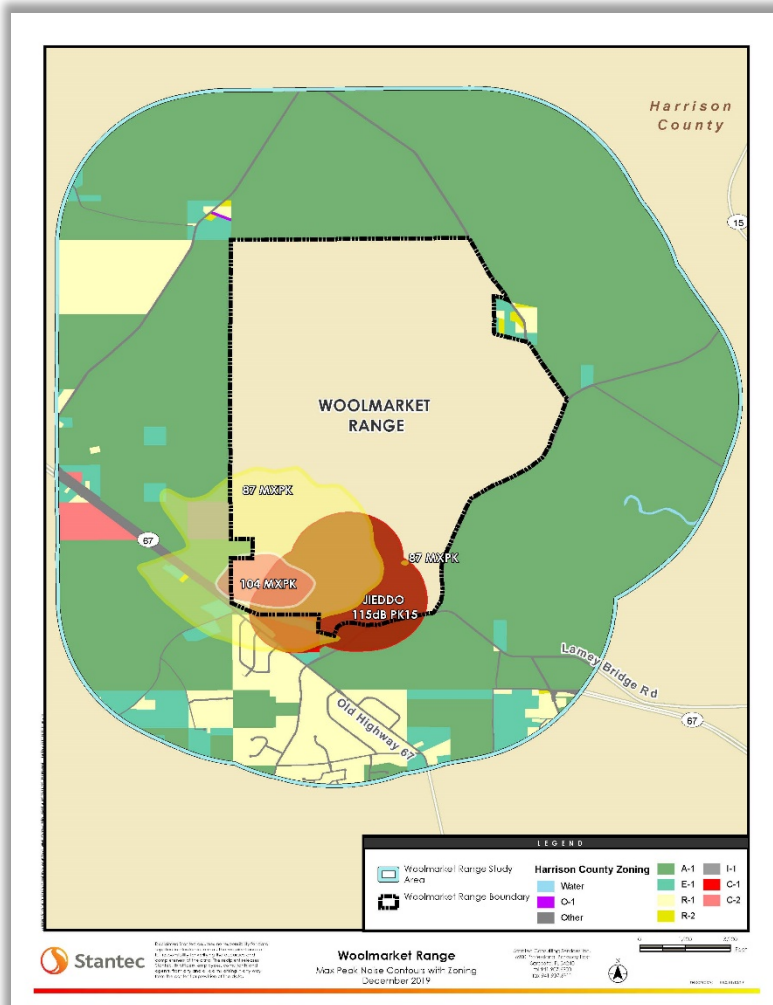 Harrison
County
15
WOOLMARKET
RANGE
87 MXPK
67
87 MXPK
104 MXPK
JIEDDO
115dB PK15
Lamey Bridge Rd
67
Old Highway 67
LEGEND
Woolmarket Range Study
Area
Woolmarket Range Boundary
Harrison County Zoning
Water
O-1
Other
A-1
E-1
R-1
R-2
I-1
C-1
C-2
Stantec
Woolmarket Range
Max Peak Noise Contours with Zoning
December 2019
Feet